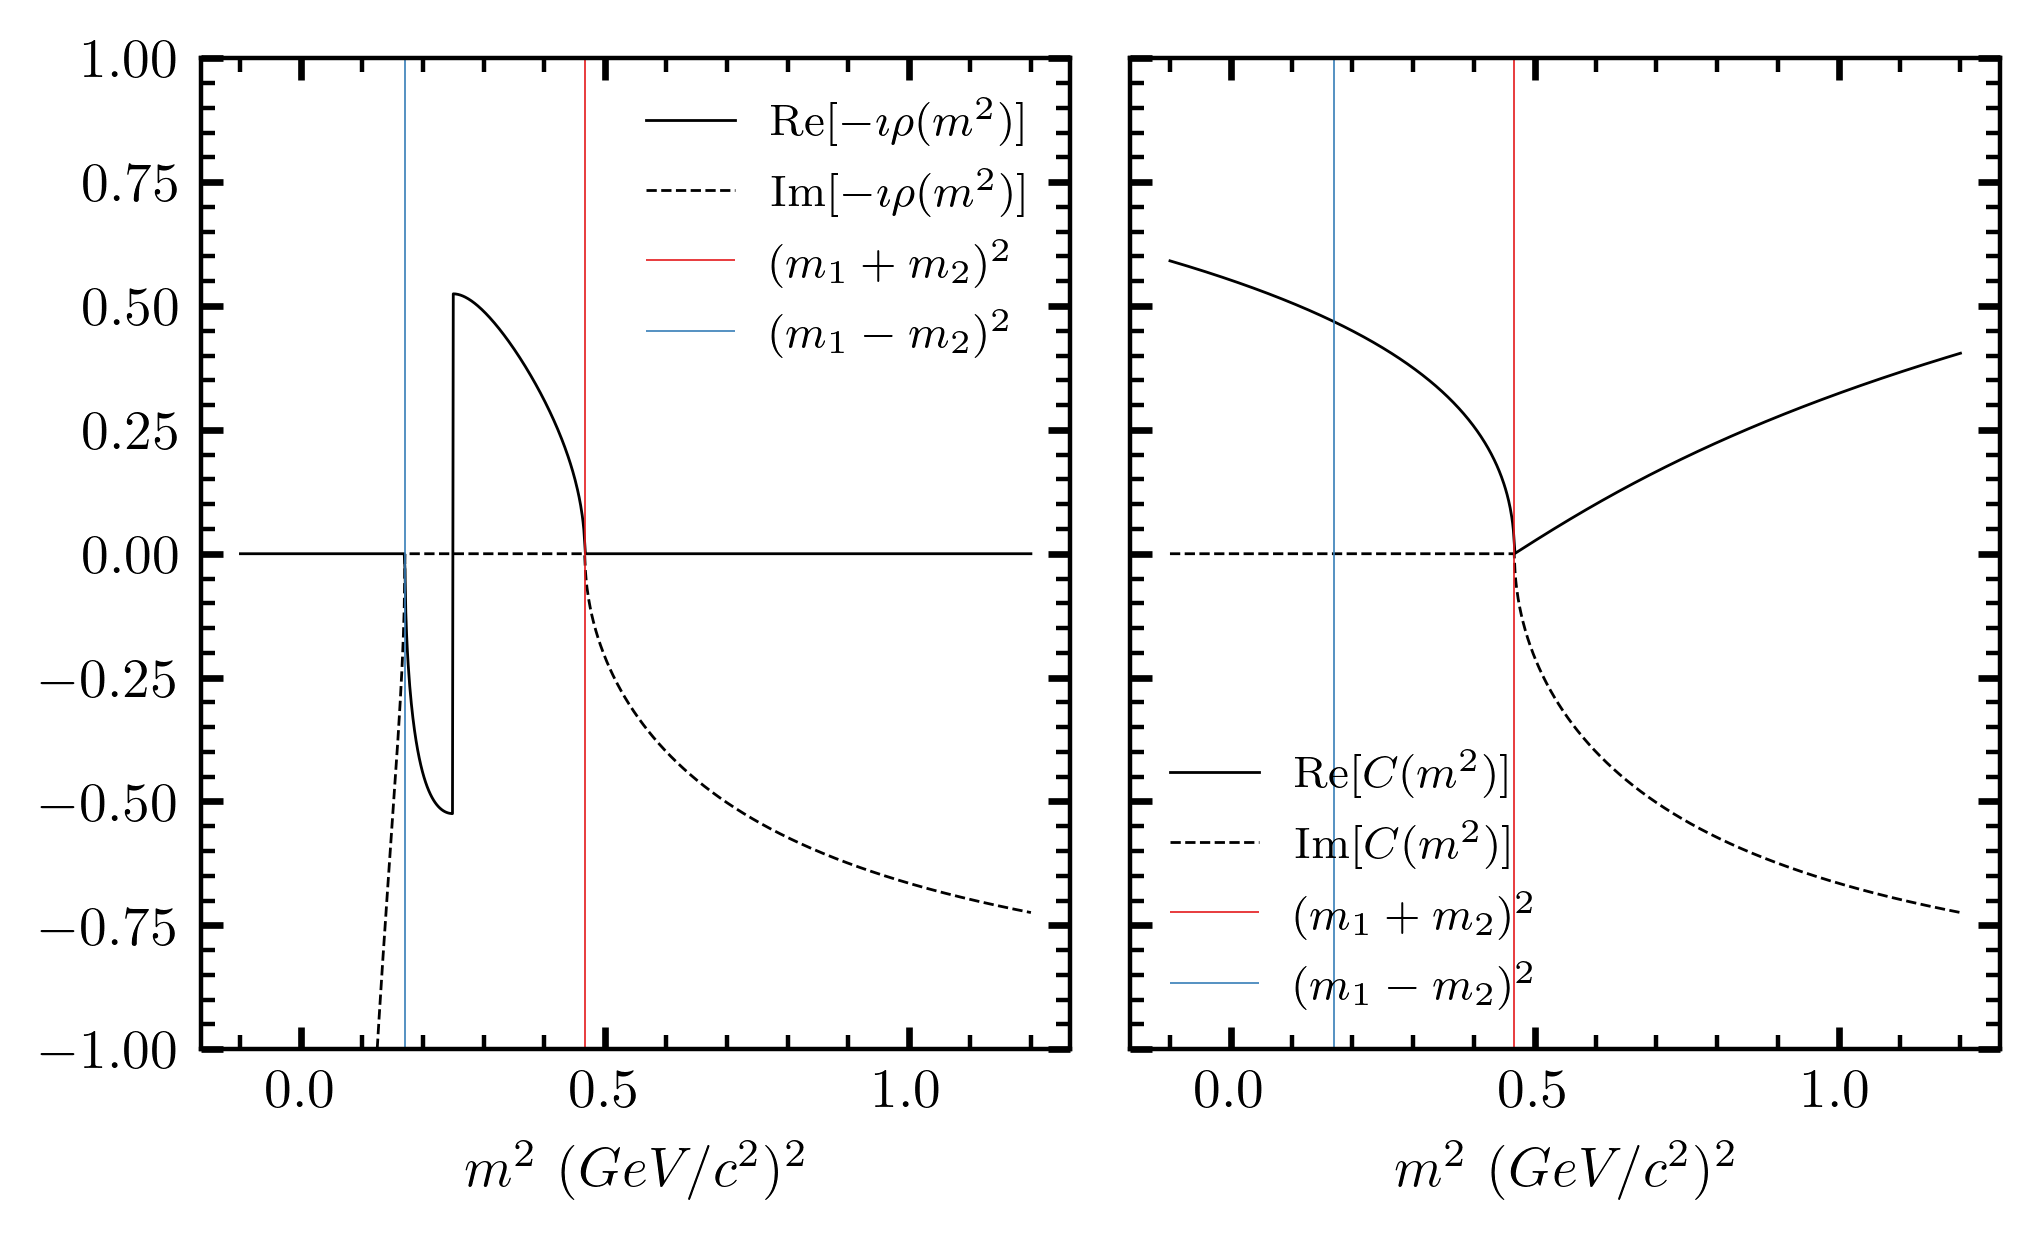 1.00
0.75
0.50
0.25
0.00
−0.25
−0.50
−0.75
−1.00
Re[−ıρ(m²)]
Im[−ıρ(m²)]
(m₁ + m₂)²
(m₁ − m₂)²
0.0 0.5 1.0
m² (GeV/c²)²
Re[C(m²)]
Im[C(m²)]
(m₁ + m₂)²
(m₁ − m₂)²
0.0 0.5 1.0
m² (GeV/c²)²